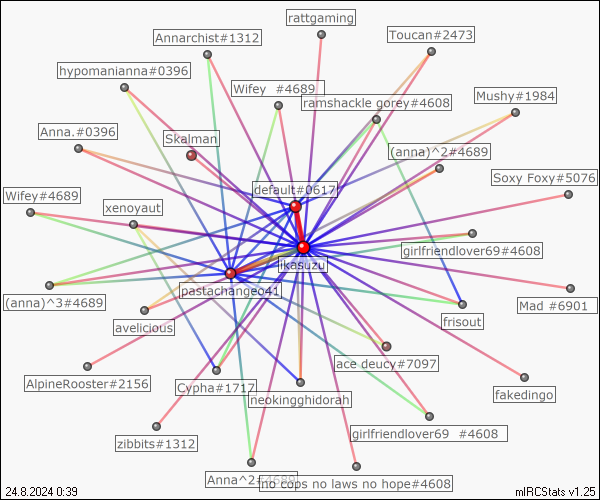 rattgaming
Annarchist#1312
Toucan#2473
hypomanianna#0396
Wifey  #4689
ramshackle gorey#4608
Mushy#1984
Anna.#0396
Skalman
(anna)^2#4689
Soxy Foxy#5076
default#0617
Wifey#4689
xenoyaut
girlfriendlover69#4608
ikasuzu
pastachange041
(anna)^3#4689
Mad #6901
frisout
avelicious
ace deucy#7097
AlpineRooster#2156
Cypha#1717
neokingghidorah
fakedingo
zibbits#1312
girlfriendlover69  #4608
Anna^2-#4689
no cops no laws no hope#4608
24.8.2024 0:39
mIRCStats v1.25